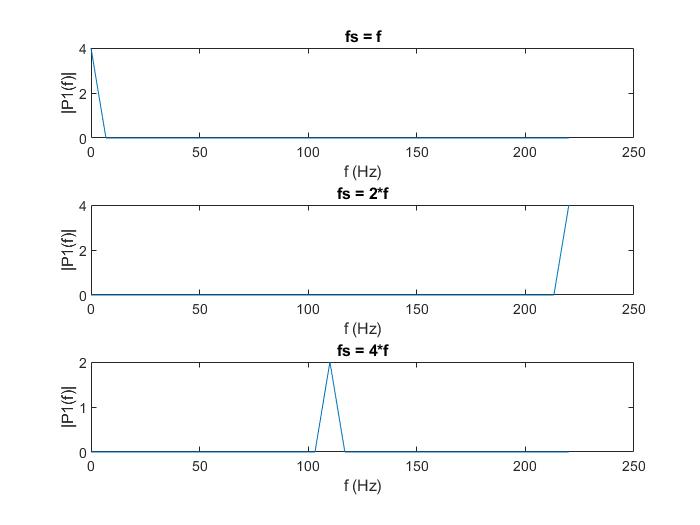 fs = f
4
2
0
|P1(f)|
0 50 100 150 200 250
f (Hz)
fs = 2*f
4
2
0
|P1(f)|
0 50 100 150 200 250
f (Hz)
fs = 4*f
2
1
0
|P1(f)|
0 50 100 150 200 250
f (Hz)